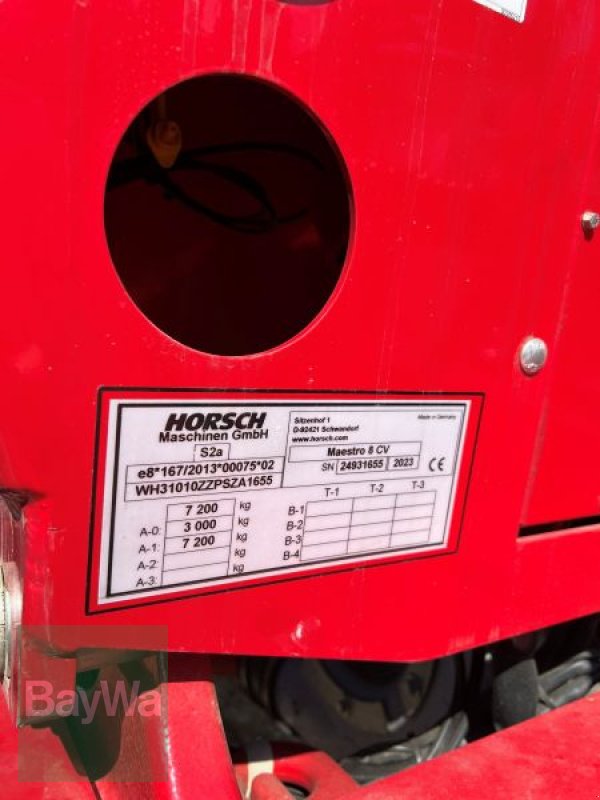 HORSCH
Maschinen GmbH
Sitzenhof 1
D-92421 Schwandorf
www.horsch.com
Made in Germany
S2a
Maestro 8 CV
e8*167/2013*00075*02
SN 24931655 2023 CE
WH31010ZZPSZA1655
7 200 kg
A-0: 3 000 kg
A-1: 7 200 kg
A-2: kg
A-3: kg
T-1 T-2 T-3
B-1
B-2
B-3
B-4
BayWa